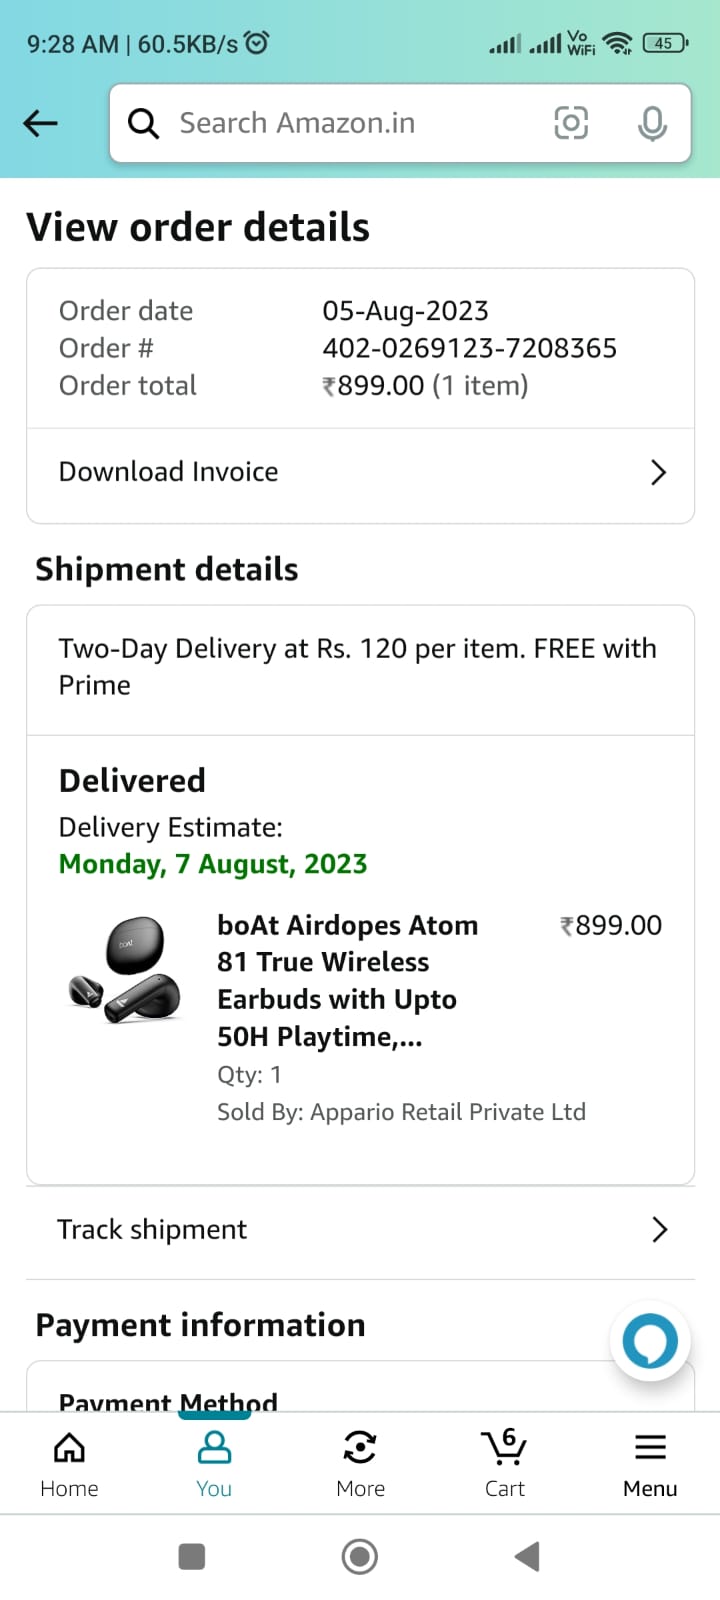 9:28 AM | 60.5KB/s
Vo
WiFi
45
Search Amazon.in
View order details
Order date 05-Aug-2023
Order # 402-0269123-7208365
Order total ₹899.00 (1 item)
Download Invoice
Shipment details
Two-Day Delivery at Rs. 120 per item. FREE with
Prime
Delivered
Delivery Estimate:
Monday, 7 August, 2023
boAt
boAt Airdopes Atom ₹899.00
81 True Wireless
Earbuds with Upto
50H Playtime,...
Qty: 1
Sold By: Appario Retail Private Ltd
Track shipment
Payment information
Payment Method
6
Home You More Cart Menu